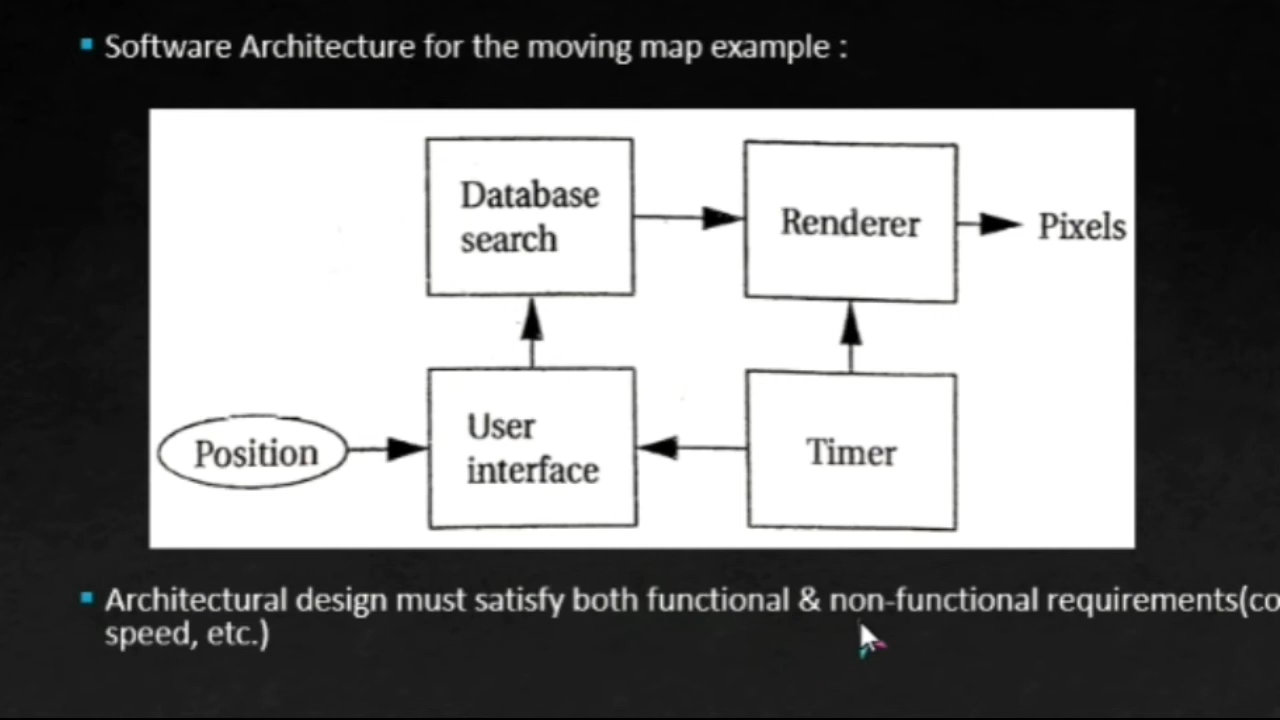 Software Architecture for the moving map example :
Database
search
Renderer
Pixels
Position
User
interface
Timer
Architectural design must satisfy both functional & non-functional requirements(co
speed, etc.)